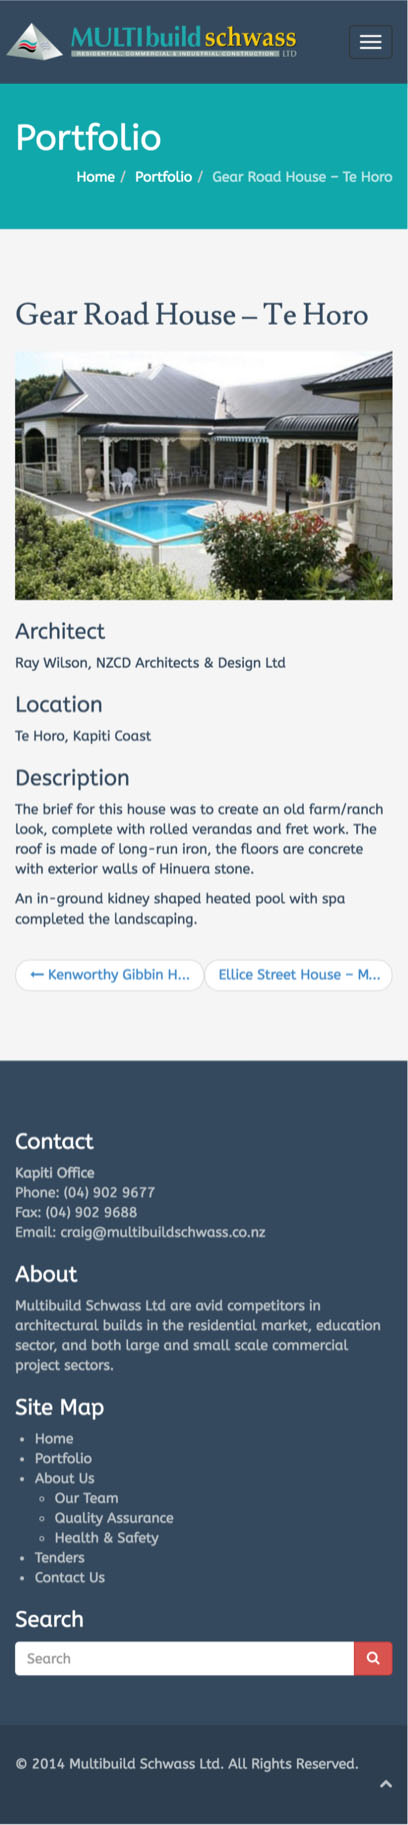 MULTIbuild schwass
RESIDENTIAL, COMMERCIAL & INDUSTRIAL CONSTRUCTION LTD
Portfolio
Home / Portfolio / Gear Road House – Te Horo
Gear Road House – Te Horo
Architect
Ray Wilson, NZCD Architects & Design Ltd
Location
Te Horo, Kapiti Coast
Description
The brief for this house was to create an old farm/ranch
look, complete with rolled verandas and fret work. The
roof is made of long-run iron, the floors are concrete
with exterior walls of Hinuera stone.
An in-ground kidney shaped heated pool with spa
completed the landscaping.
← Kenworthy Gibbin H... Ellice Street House – M...
Contact
Kapiti Office
Phone: (04) 902 9677
Fax: (04) 902 9688
Email: craig@multibuildschwass.co.nz
About
Multibuild Schwass Ltd are avid competitors in
architectural builds in the residential market, education
sector, and both large and small scale commercial
project sectors.
Site Map
• Home
• Portfolio
• About Us
◦ Our Team
◦ Quality Assurance
◦ Health & Safety
• Tenders
• Contact Us
Search
Search
© 2014 Multibuild Schwass Ltd. All Rights Reserved.